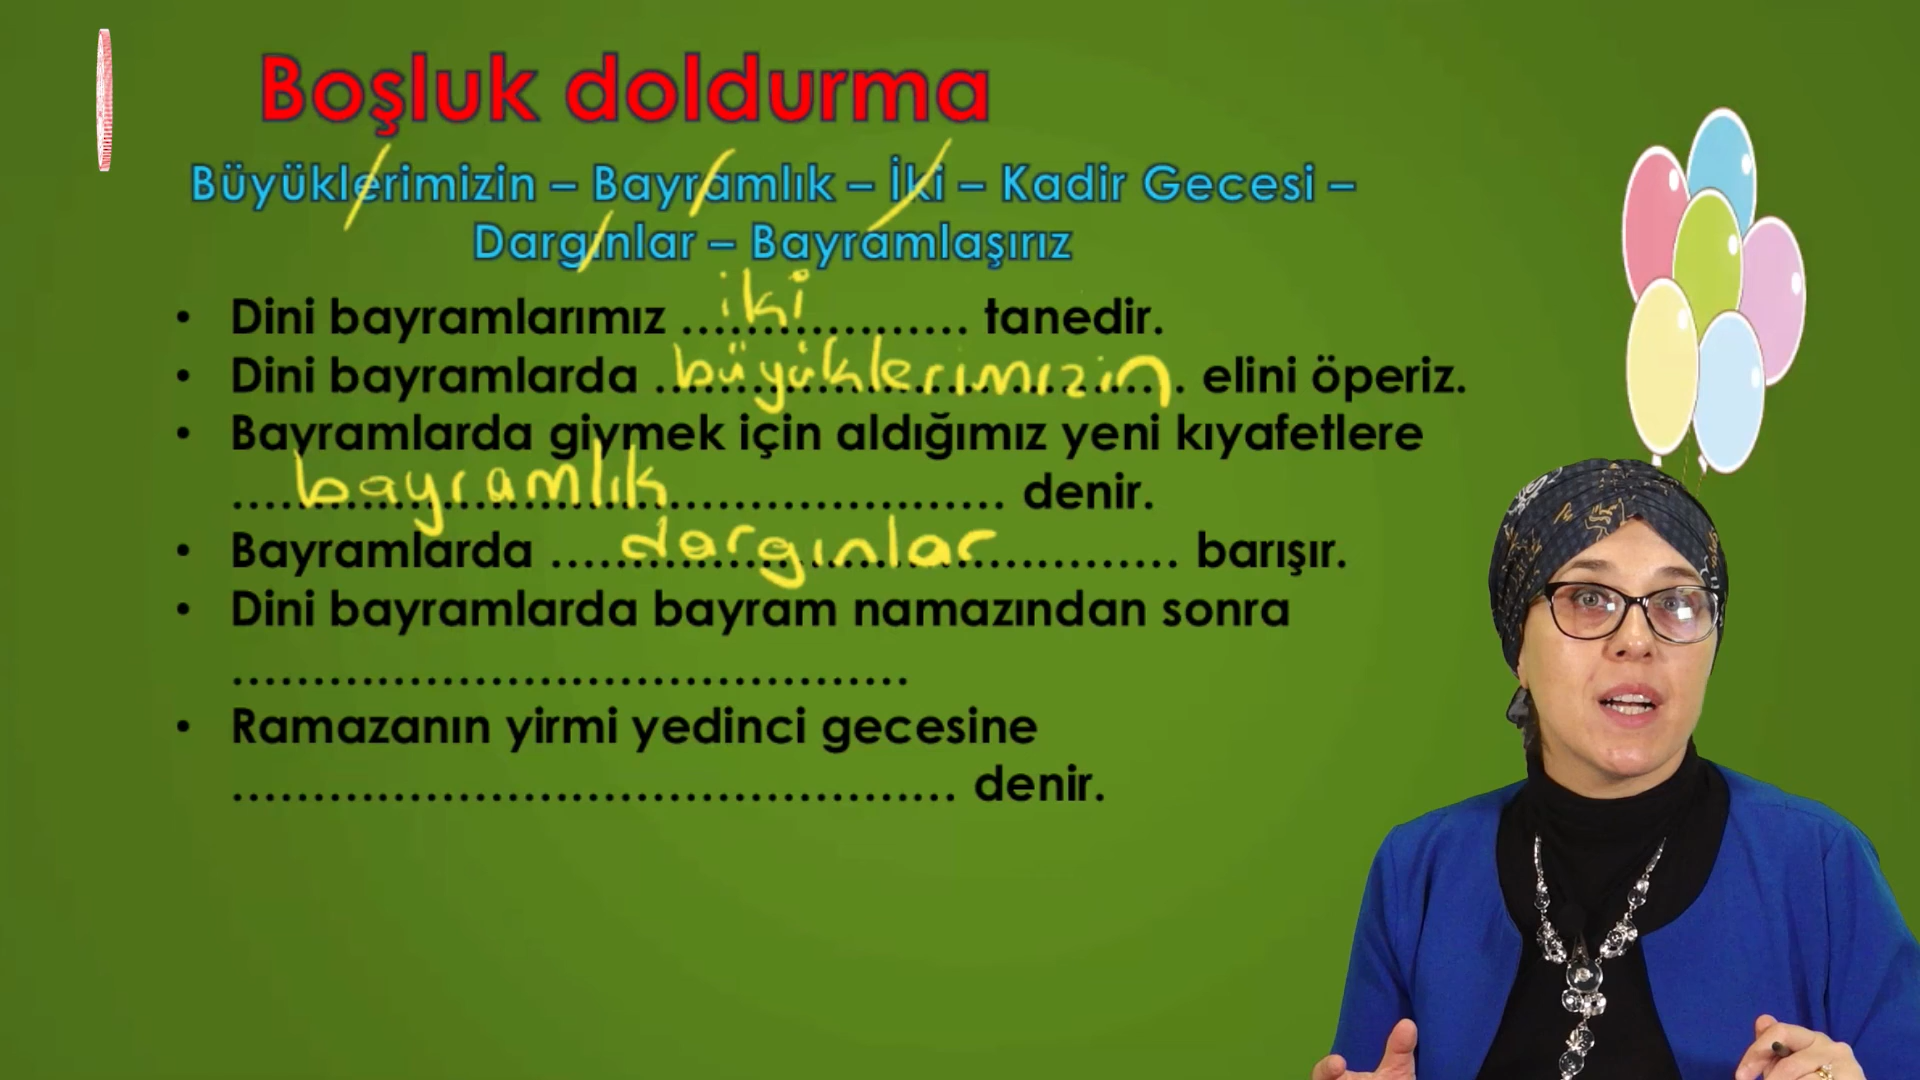 Boşluk doldurma
Büyüklerimizin – Bayramlık – İki – Kadir Gecesi –
Dargınlar – Bayramlaşırız
• Dini bayramlarımız ......iki............ tanedir.
• Dini bayramlarda ..büyüklerimizin.. elini öperiz.
• Bayramlarda giymek için aldığımız yeni kıyafetlere
....bayramlık...................... denir.
• Bayramlarda .....dargınlar............ barışır.
• Dini bayramlarda bayram namazından sonra
..........................................
• Ramazanın yirmi yedinci gecesine
............................................. denir.